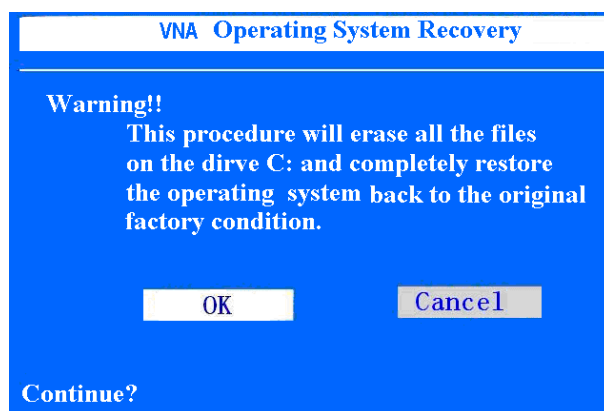 VNA Operating System Recovery
Warning!!
This procedure will erase all the files
on the dirve C: and completely restore
the operating system back to the original
factory condition.
OK Cancel
Continue?